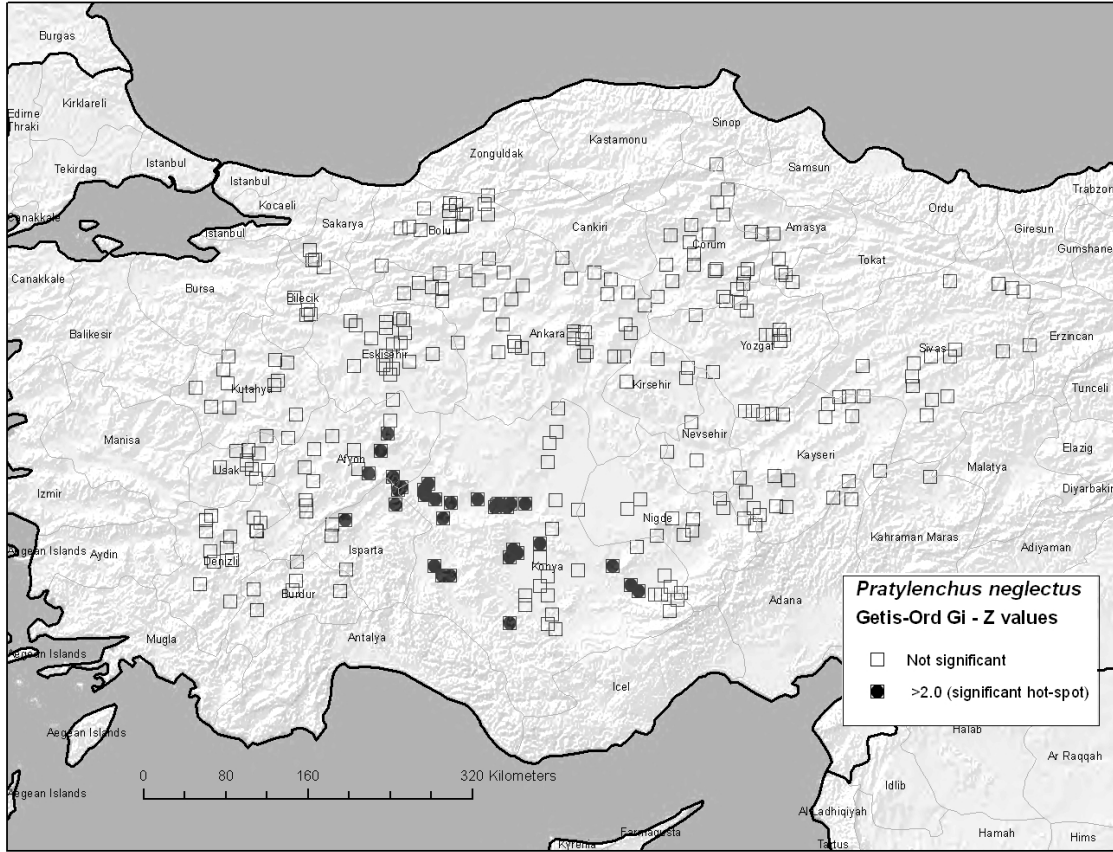 Burgas
Kirklareli
Edirne
Thraki
Tekirdag
Istanbul
Istanbul
Kocaeli
Istanbul
Canakkale
Canakkale
Sakarya
Zonguldak
Kastamonu
Sinop
Samsun
Ordu
Trabzon
Giresun
Gumshane
Bolu
Cankiri
Corum
Amasya
Tokat
Bursa
Bilecik
Balikesir
Ankara
Yozgat
Sivas
Erzincan
Eskisehir
Kutahya
Kirsehir
Tunceli
Manisa
Usak
Afyon
Nevsehir
Kayseri
Elazig
Malatya
Diyarbakir
Izmir
Nigde
Kahraman Maras
Adiyaman
Aegean Islands
Aydin
Denizli
Isparta
Konya
Burdur
Adana
Mugla
Antalya
Icel
Aegean Islands
Aegean Islands
Aegean Islands
Pratylenchus neglectus
Getis-Ord Gi - Z values
Not significant
>2.0 (significant hot-spot)
Halab
Ar Raqqah
Idlib
Al Ladhiqiyah
Hamah
Tartus
Hims
Farmagusta
Kyrenia
0 80 160 320 Kilometers